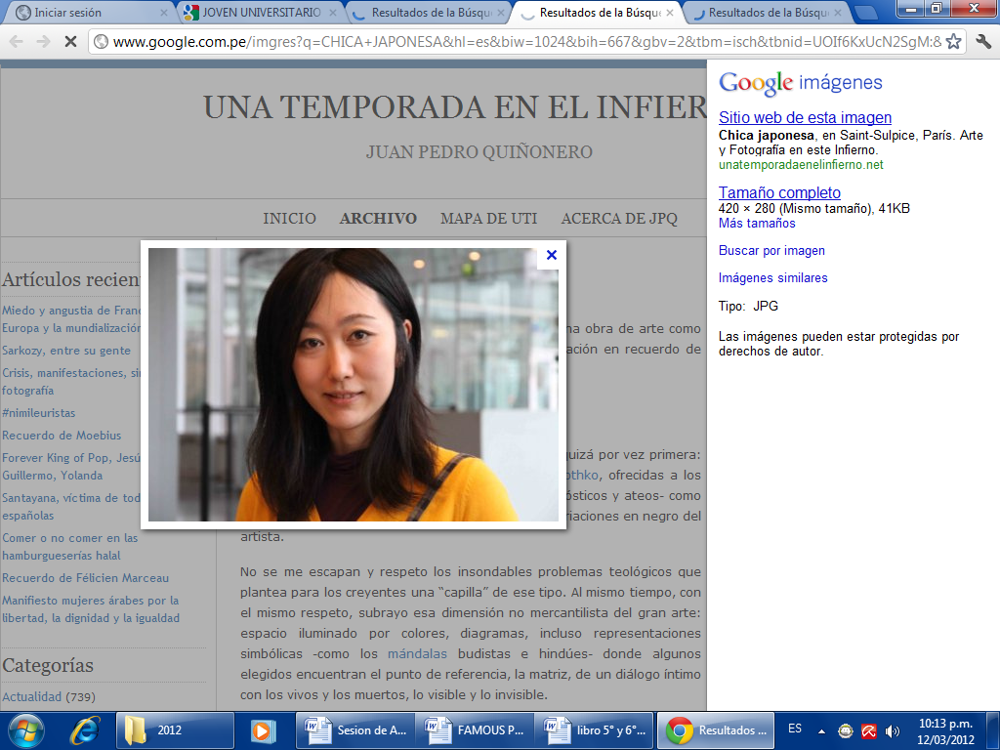 Iniciar sesión
JOVEN UNIVERSITARIO
Resultados de la Búsqu
Resultados de la Búsque
Resultados de la Búsqu
www.google.com.pe/imgres?q=CHICA+JAPONESA&hl=es&biw=1024&bih=667&gbv=2&tbm=isch&tbnid=UOIf6KxUcN2SgM:&
UNA TEMPORADA EN EL INFIER
JUAN PEDRO QUIÑONERO
INICIO ARCHIVO MAPA DE UTI ACERCA DE JPQ
Artículos recien
Miedo y angustia de Franc
Europa y la mundialización
Sarkozy, entre su gente
Crisis, manifestaciones, sin
fotografía
#nimileuristas
Recuerdo de Moebius
Forever King of Pop, Jesú
Guillermo, Yolanda
Santayana, víctima de tod
españolas
Comer o no comer en las
hamburgueserías halal
Recuerdo de Félicien Marceau
Manifiesto mujeres árabes por la
libertad, la dignidad y la igualdad
Categorías
Actualidad (739)
na obra de arte como
ación en recuerdo de
uizá por vez primera:
othko, ofrecidas a los
nósticos y ateos- como
riaciones en negro del
artista.
No se me escapan y respeto los insondables problemas teológicos que
plantea para los creyentes una “capilla” de ese tipo. Al mismo tiempo, con
el mismo respeto, subrayo esa dimensión no mercantilista del gran arte:
espacio iluminado por colores, diagramas, incluso representaciones
simbólicas -como los mándalas budistas e hindúes- donde algunos
elegidos encuentran el punto de referencia, la matriz, de un diálogo íntimo
con los vivos y los muertos, lo visible y lo invisible.
Google imágenes
Sitio web de esta imagen
Chica japonesa, en Saint-Sulpice, París. Arte
y Fotografía en este Infierno.
unatemporadaenelinfierno.net
Tamaño completo
420 × 280 (Mismo tamaño), 41KB
Más tamaños
Buscar por imagen
Imágenes similares
Tipo: JPG
Las imágenes pueden estar protegidas por
derechos de autor.
2012
Sesion de A...
FAMOUS P...
libro 5° y 6°...
Resultados ...
ES
10:13 p.m.
12/03/2012